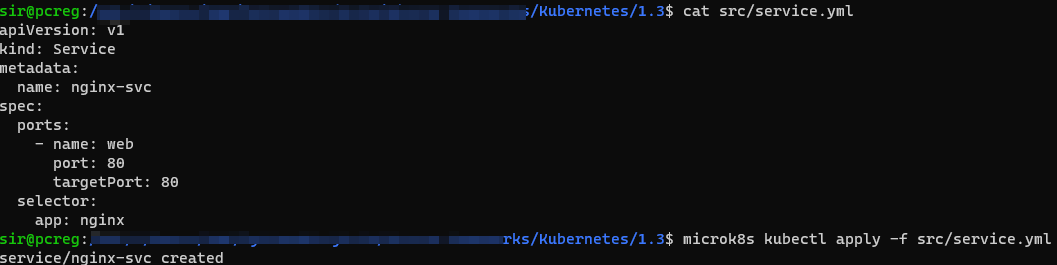 sir@pcreg:/s/Kubernetes/1.3$ cat src/service.yml
apiVersion: v1
kind: Service
metadata:
  name: nginx-svc
spec:
  ports:
    - name: web
      port: 80
      targetPort: 80
  selector:
    app: nginx
sir@pcreg:/rks/Kubernetes/1.3$ microk8s kubectl apply -f src/service.yml
service/nginx-svc created